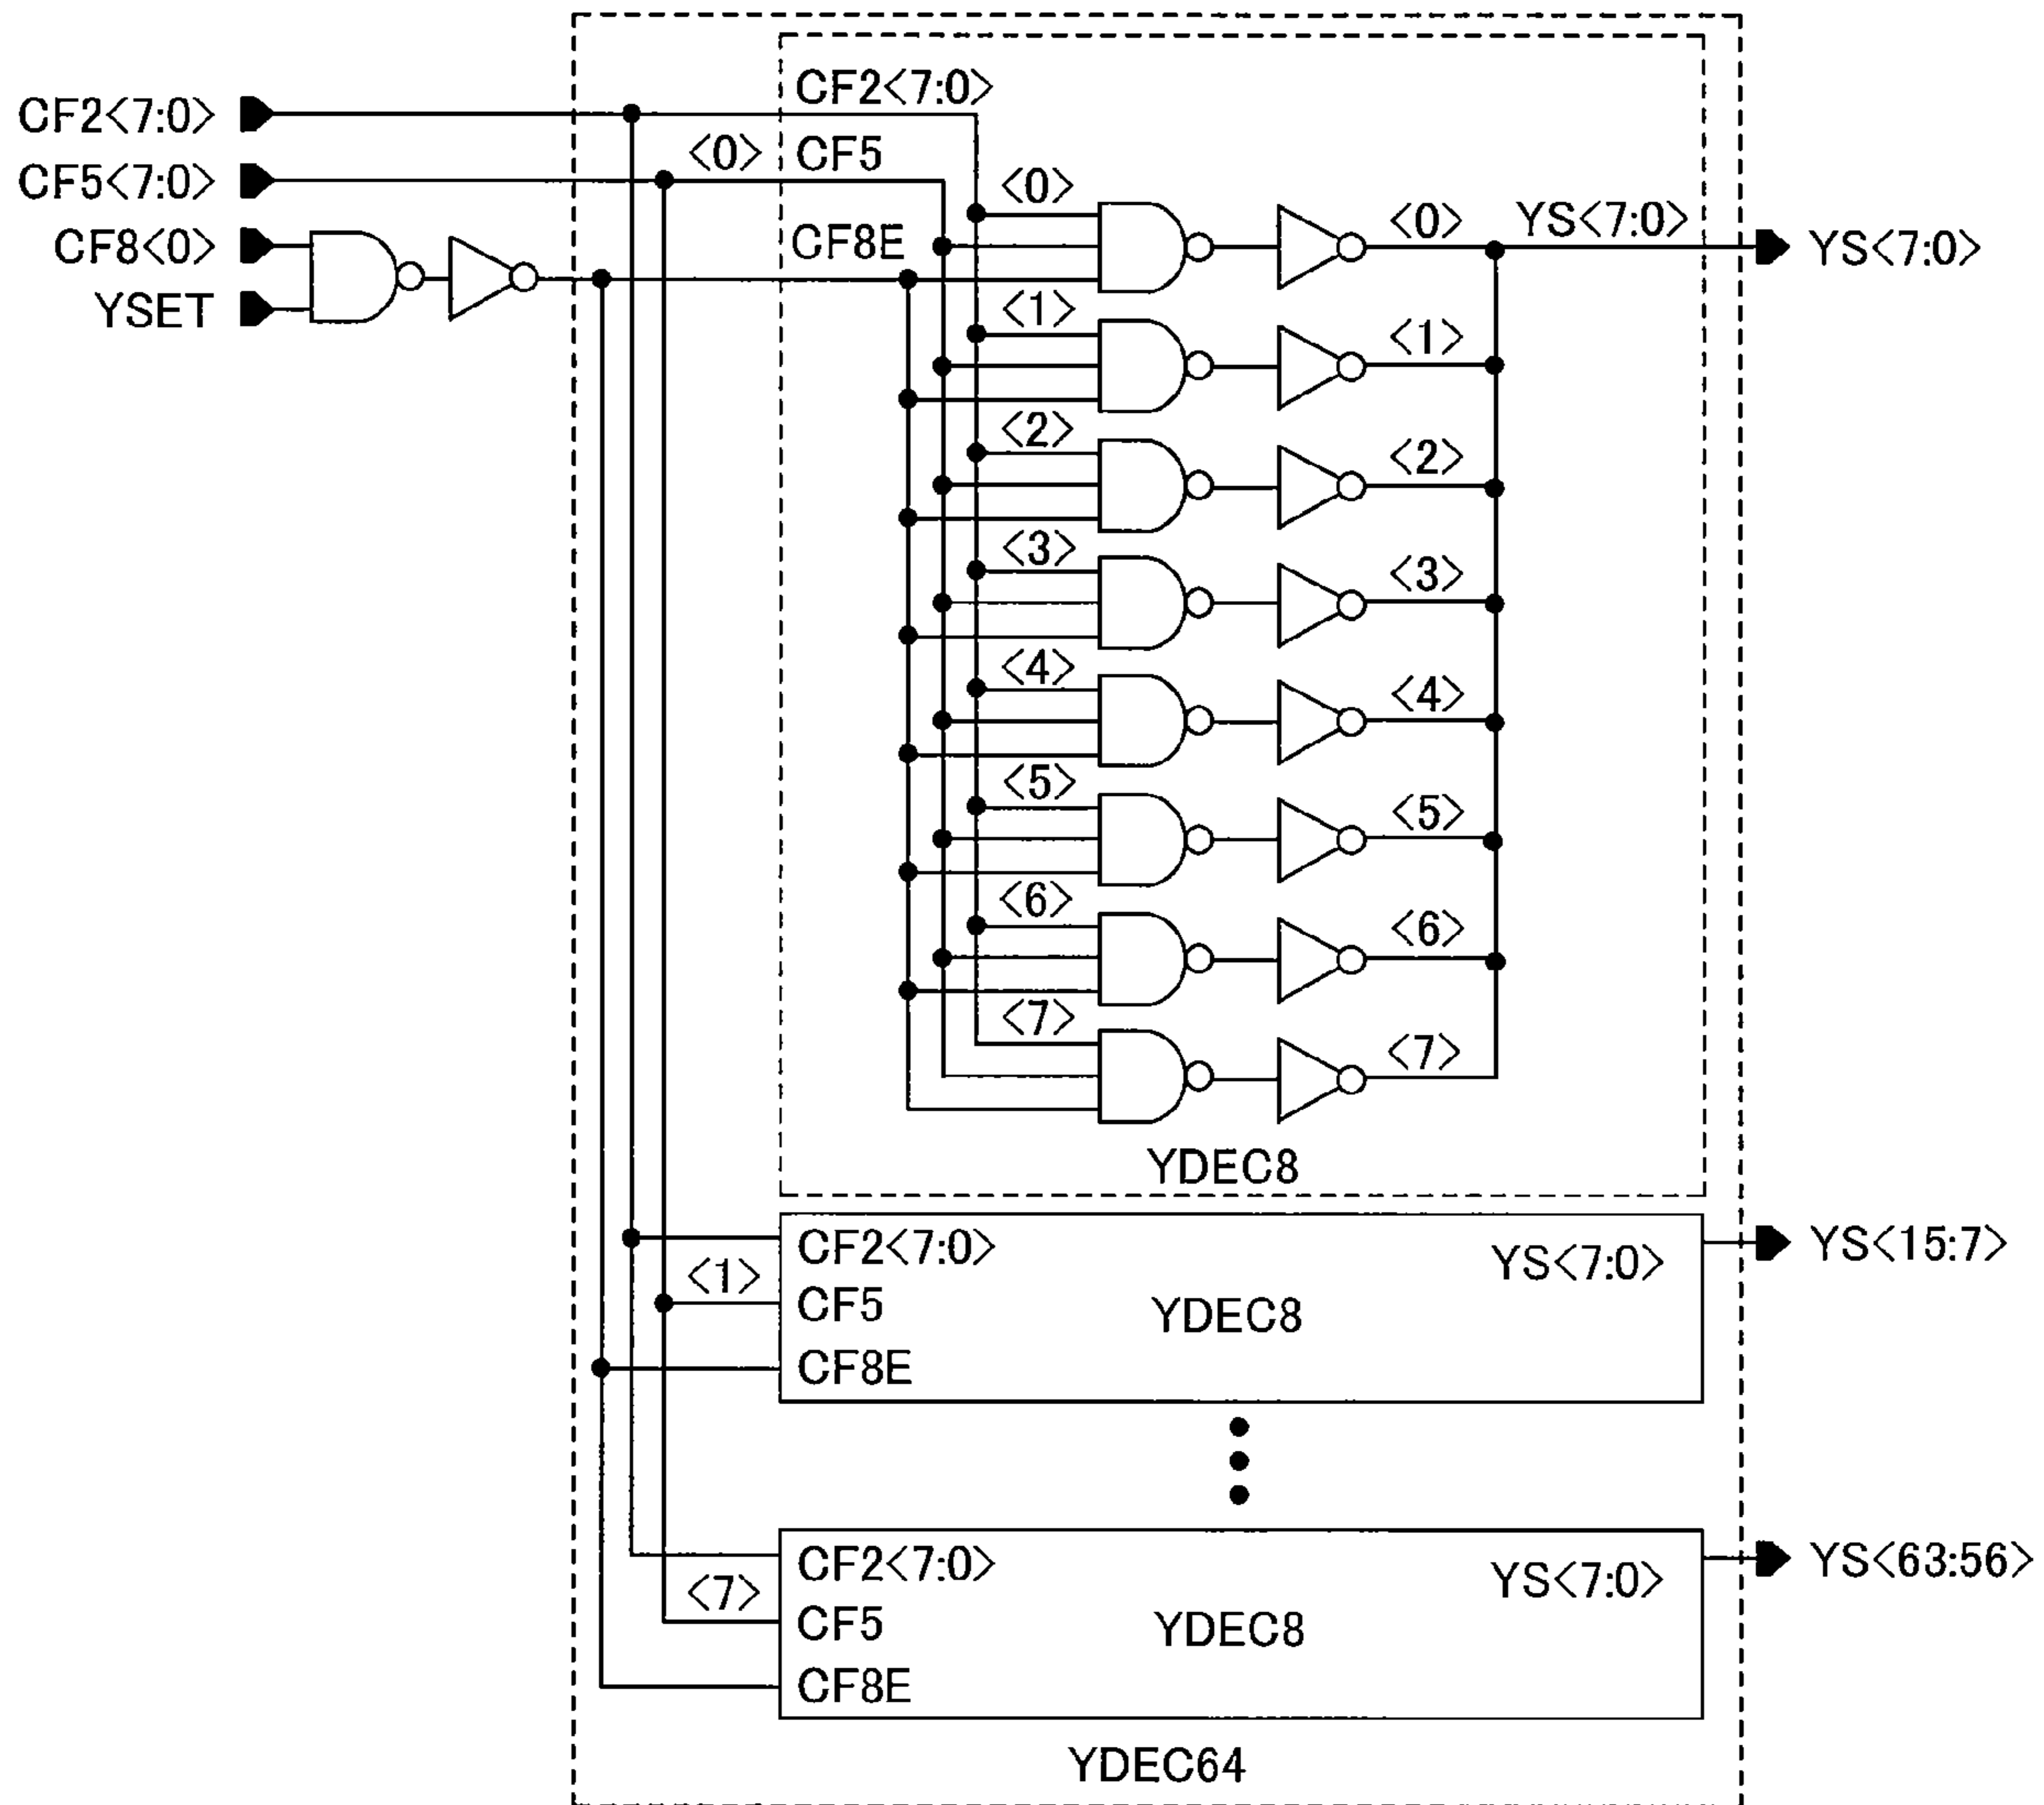 CF2<7:0>
CF2<7:0>
CF5<7:0>
<0>
CF5
CF8<0>
YSET
CF8E
<0>
<0>
YS<7:0>
YS<7:0>
<1>
<1>
<2>
<2>
<3>
<3>
<4>
<4>
<5>
<5>
<6>
<6>
<7>
<7>
YDEC8
CF2<7:0>
YS<7:0>
YS<15:7>
<1>
CF5
YDEC8
CF8E
CF2<7:0>
YS<7:0>
YS<63:56>
<7>
CF5
YDEC8
CF8E
YDEC64